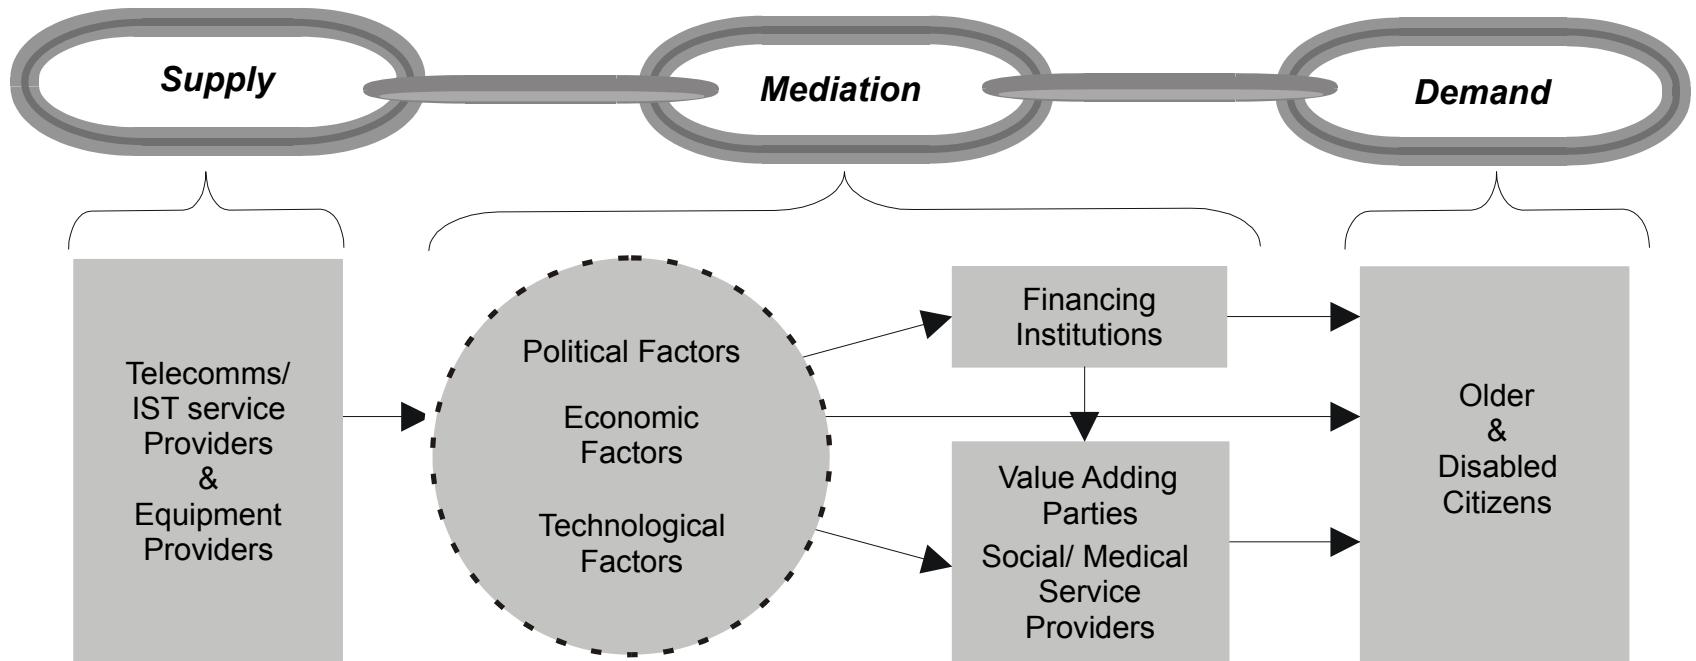 Supply
Mediation
Demand
Telecomms/
IST service
Providers
&
Equipment
Providers
Political Factors
Economic
Factors
Technological
Factors
Financing
Institutions
Value Adding
Parties
Social/ Medical
Service
Providers
Older
&
Disabled
Citizens